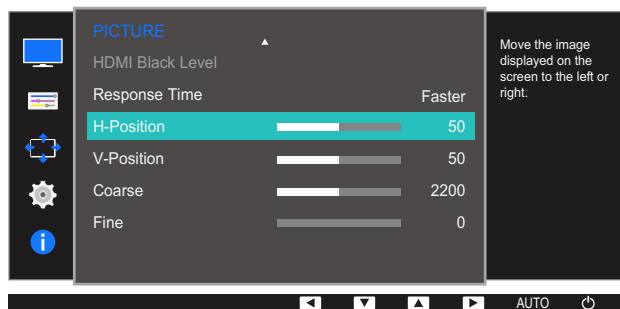 PICTURE
HDMI Black Level
Response Time Faster
H-Position 50
V-Position 50
Coarse 2200
Fine 0
Move the image
displayed on the
screen to the left or
right.
AUTO